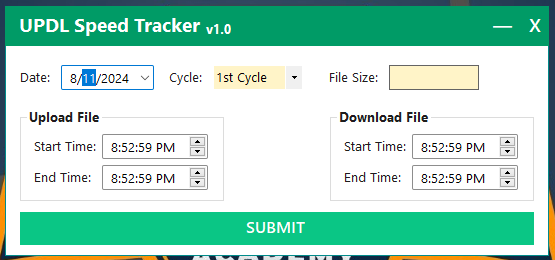 UPDL Speed Tracker v1.0 — X
Date: 8/11/2024 Cycle: 1st Cycle File Size:
Upload File Download File
Start Time: 8:52:59 PM Start Time: 8:52:59 PM
End Time: 8:52:59 PM End Time: 8:52:59 PM
SUBMIT
ACADEMY